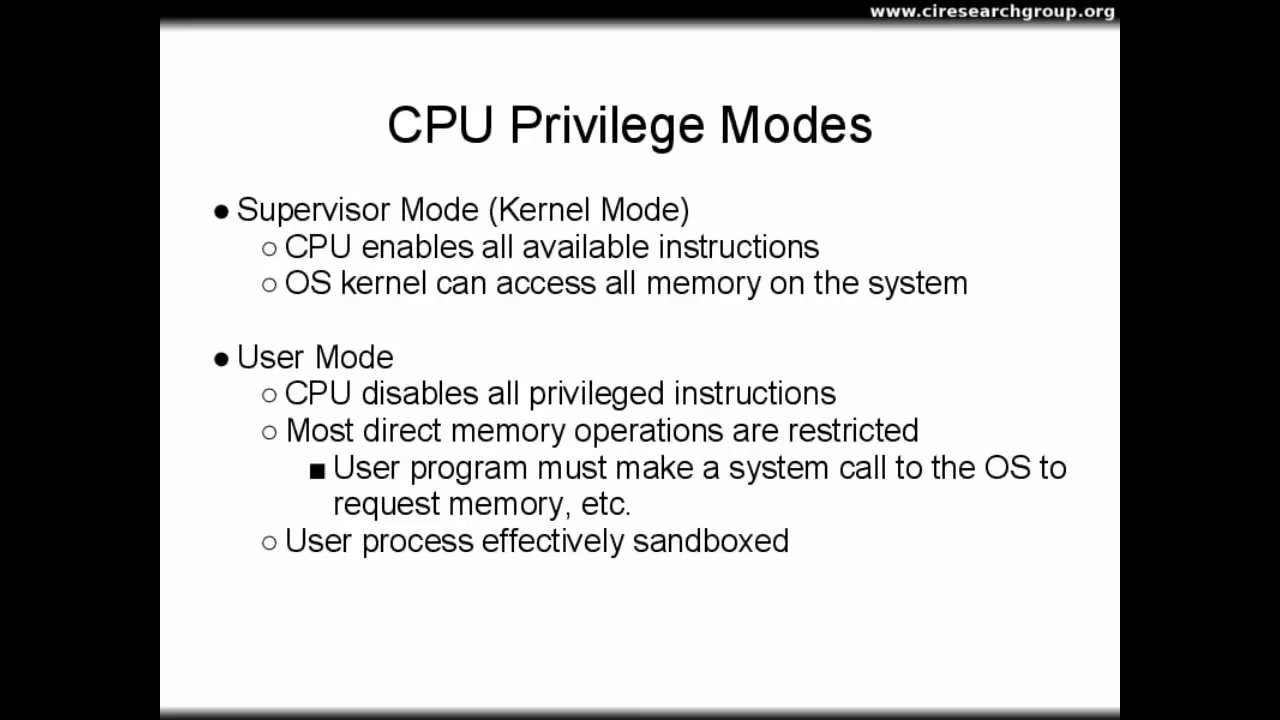 www.ciresearchgroup.org
CPU Privilege Modes
● Supervisor Mode (Kernel Mode)
○ CPU enables all available instructions
○ OS kernel can access all memory on the system
● User Mode
○ CPU disables all privileged instructions
○ Most direct memory operations are restricted
■ User program must make a system call to the OS to
request memory, etc.
○ User process effectively sandboxed